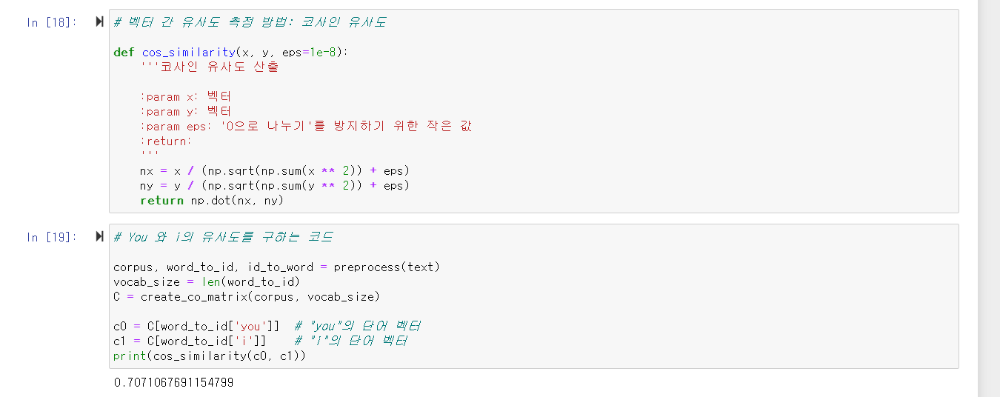 In [18]:
# 벡터 간 유사도 측정 방법: 코사인 유사도
def cos_similarity(x, y, eps=1e-8):
'''코사인 유사도 산출
:param x: 벡터
:param y: 벡터
:param eps: '0으로 나누기'를 방지하기 위한 작은 값
:return:
'''
nx = x / (np.sqrt(np.sum(x ** 2)) + eps)
ny = y / (np.sqrt(np.sum(y ** 2)) + eps)
return np.dot(nx, ny)
In [19]:
# You 와 i의 유사도를 구하는 코드
corpus, word_to_id, id_to_word = preprocess(text)
vocab_size = len(word_to_id)
C = create_co_matrix(corpus, vocab_size)
c0 = C[word_to_id['you']]  # "you"의 단어 벡터
c1 = C[word_to_id['i']]    # "i"의 단어 벡터
print(cos_similarity(c0, c1))
0.7071067691154799